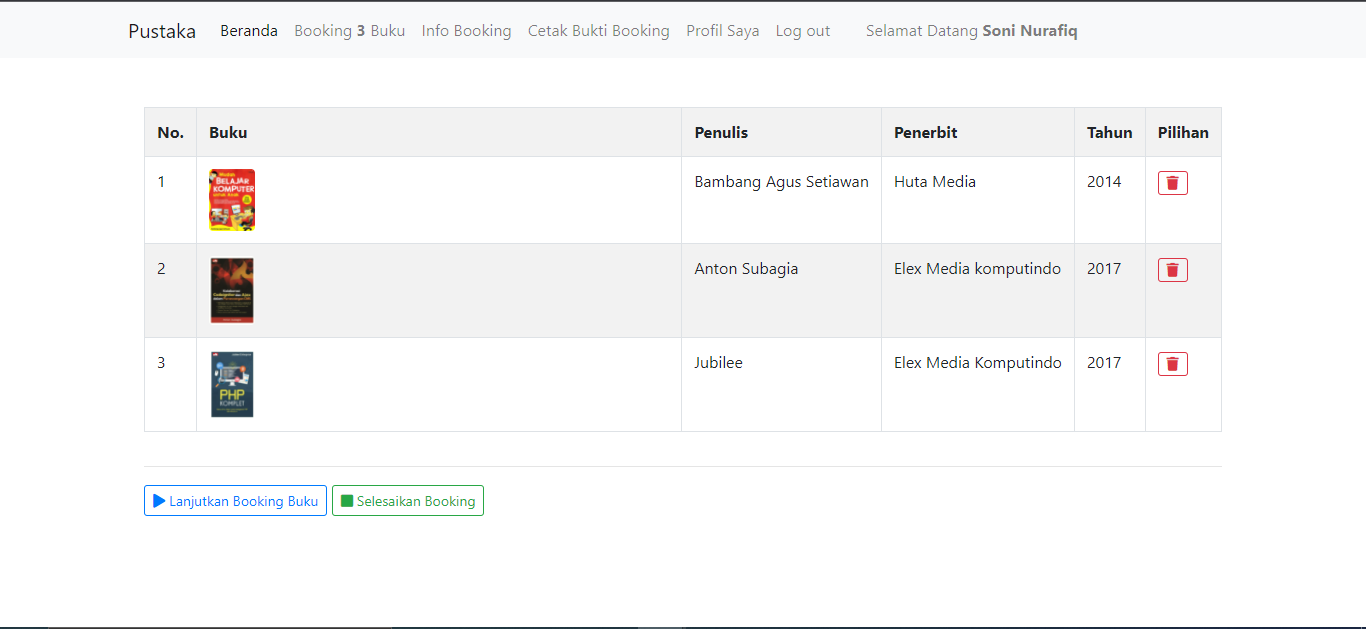 Pustaka Beranda Booking 3 Buku Info Booking Cetak Bukti Booking Profil Saya Log out Selamat Datang Soni Nurafiq
No. Buku Penulis Penerbit Tahun Pilihan
1 Bambang Agus Setiawan Huta Media 2014
BELAJAR
KOMPUTER
2 Anton Subagia Elex Media komputindo 2017
3 Jubilee Elex Media Komputindo 2017
PHP
KOMPLET
Lanjutkan Booking Buku Selesaikan Booking